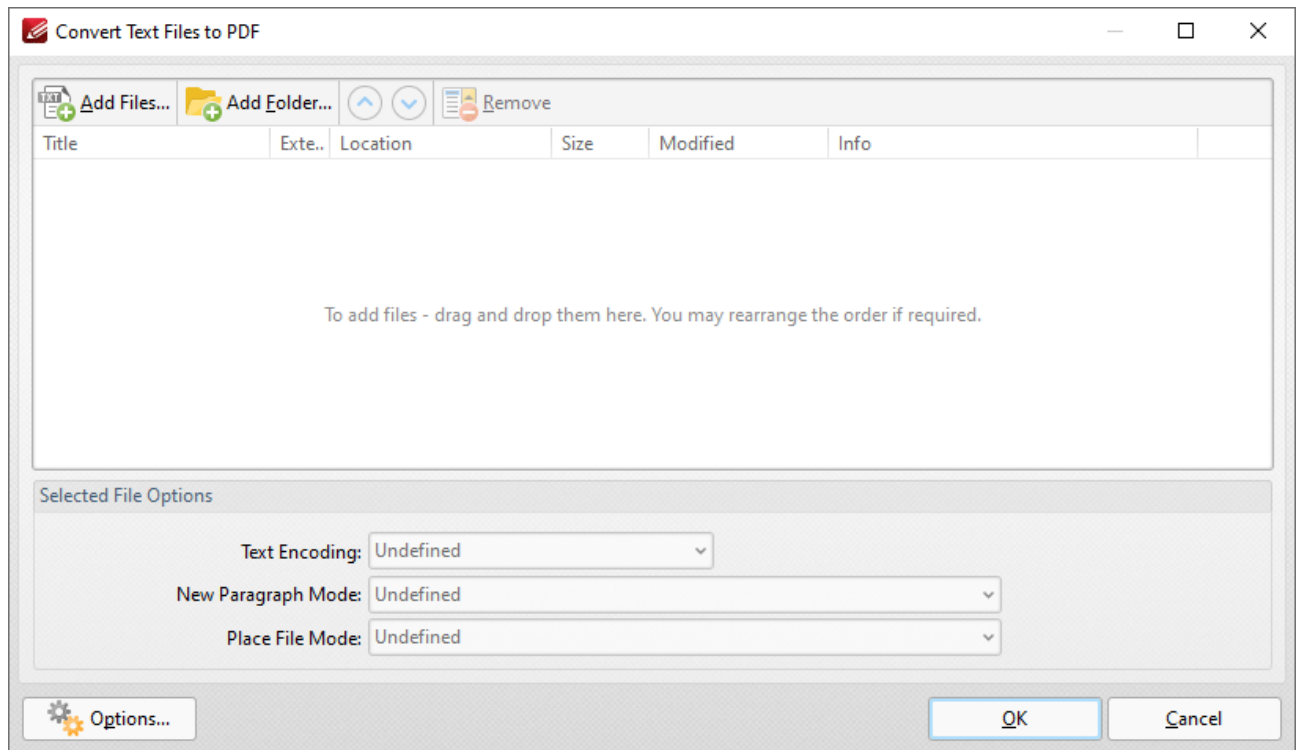 Convert Text Files to PDF
TXT Add Files... Add Folder... Remove
Title Exte.. Location Size Modified Info
To add files - drag and drop them here. You may rearrange the order if required.
Selected File Options
Text Encoding: Undefined
New Paragraph Mode: Undefined
Place File Mode: Undefined
Options... OK Cancel